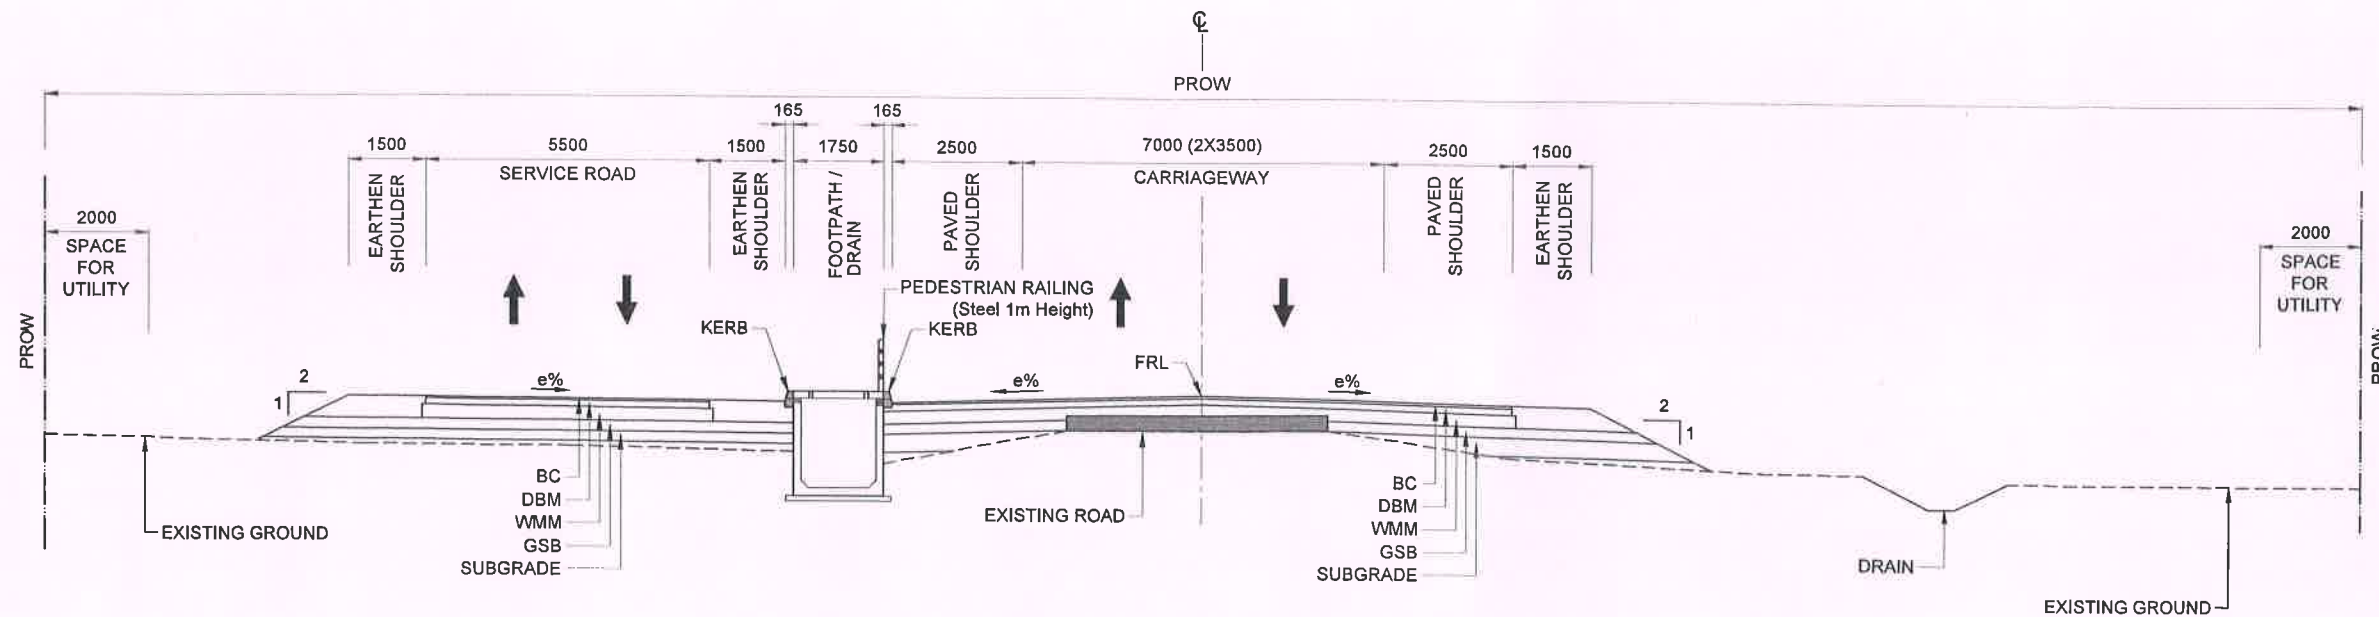 ℄
PROW
165
165
1500
5500
1500
1750
2500
7000 (2X3500)
2500
1500
SERVICE ROAD
CARRIAGEWAY
EARTHEN
SHOULDER
EARTHEN
SHOULDER
FOOTPATH /
DRAIN
PAVED
SHOULDER
PAVED
SHOULDER
EARTHEN
SHOULDER
2000
SPACE
FOR
UTILITY
2000
SPACE
FOR
UTILITY
PROW
PROW
PEDESTRIAN RAILING
(Steel 1m Height)
KERB
KERB
FRL
2
1
e%
e%
e%
2
1
BC
DBM
WMM
GSB
SUBGRADE
EXISTING GROUND
EXISTING ROAD
BC
DBM
WMM
GSB
SUBGRADE
DRAIN
EXISTING GROUND